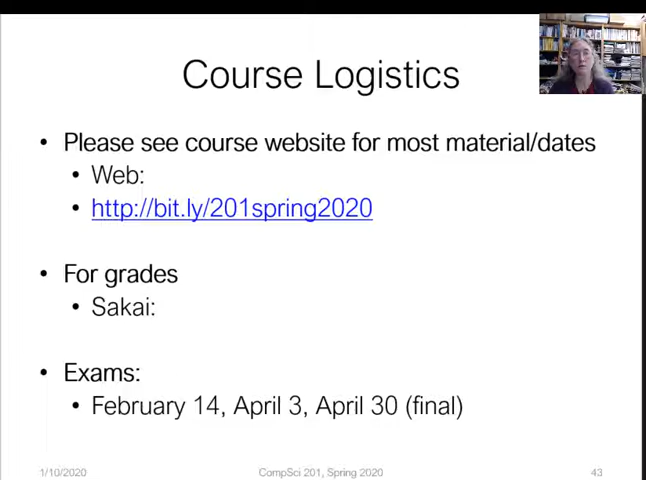 Course Logistics
• Please see course website for most material/dates
• Web:
• http://bit.ly/201spring2020
• For grades
• Sakai:
• Exams:
• February 14, April 3, April 30 (final)
1/10/2020
CompSci 201, Spring 2020
43